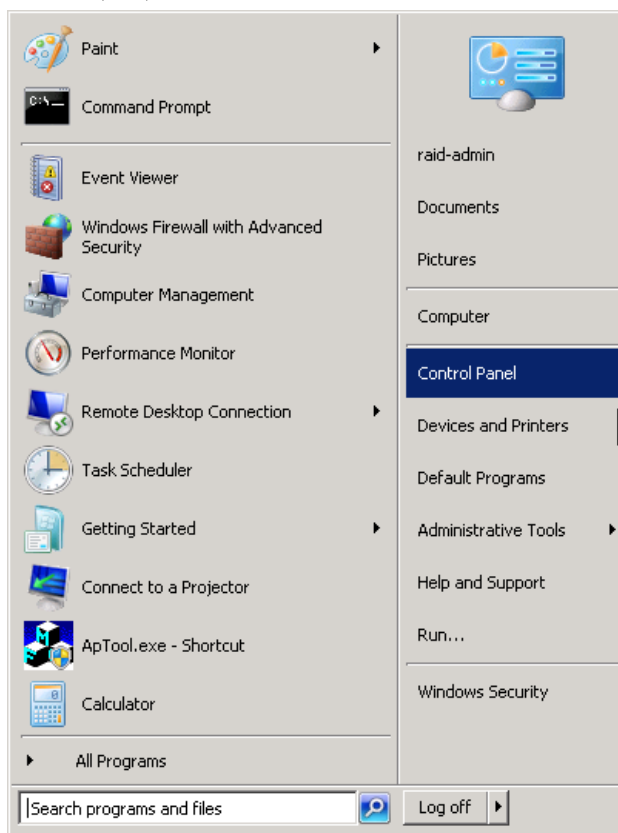 Paint
Command Prompt
Event Viewer
Windows Firewall with Advanced
Security
Computer Management
Performance Monitor
Remote Desktop Connection
Task Scheduler
Getting Started
Connect to a Projector
ApTool.exe - Shortcut
Calculator
All Programs
Search programs and files
raid-admin
Documents
Pictures
Computer
Control Panel
Devices and Printers
Default Programs
Administrative Tools
Help and Support
Run...
Windows Security
Log off